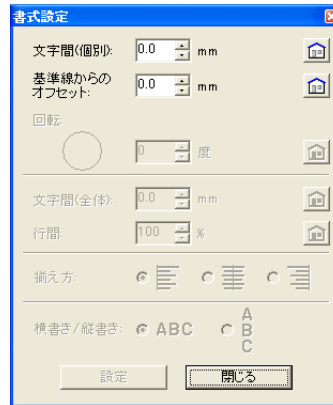 書式設定
文字間(個別): 0.0 mm
基準線からの
オフセット: 0.0 mm
回転:
0 度
文字間(全体): 0.0 mm
行間: 100 %
揃え方:
横書き/縦書き: ABC A
B
C
設定 閉じる